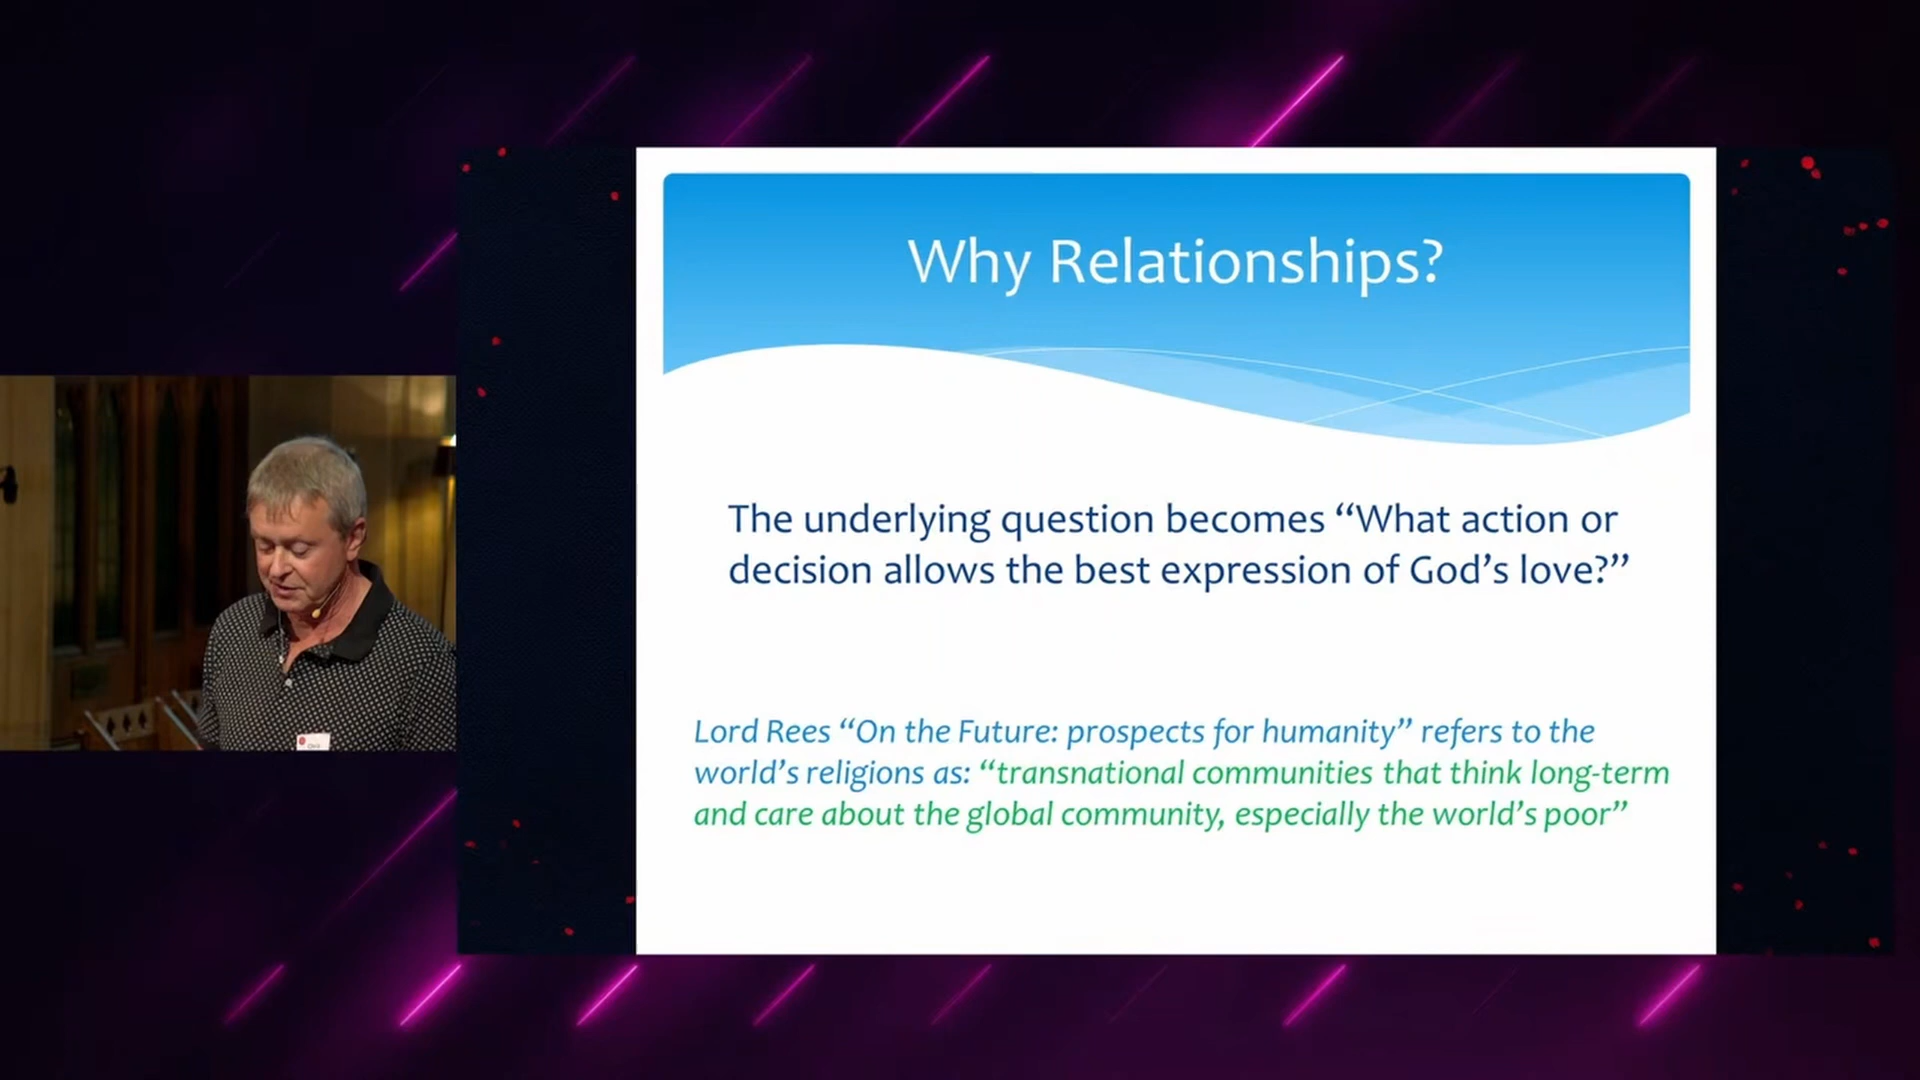 Why Relationships?
The underlying question becomes “What action or
decision allows the best expression of God’s love?”
Lord Rees “On the Future: prospects for humanity” refers to the
world’s religions as: “transnational communities that think long-term
and care about the global community, especially the world’s poor”